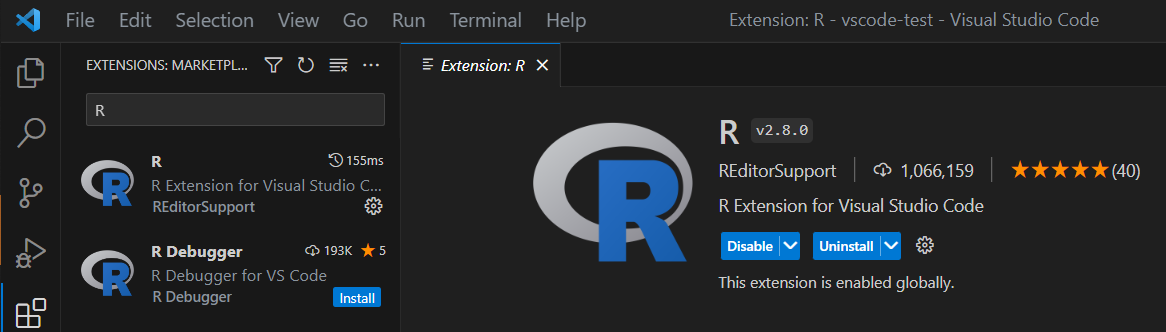 File Edit Selection View Go Run Terminal Help Extension: R - vscode-test - Visual Studio Code
EXTENSIONS: MARKETPL...
R
R 155ms
R Extension for Visual Studio C...
REditorSupport
R Debugger 193K 5
R Debugger for VS Code
R Debugger Install
Extension: R
R
R v2.8.0
REditorSupport 1,066,159 (40)
R Extension for Visual Studio Code
Disable Uninstall
This extension is enabled globally.